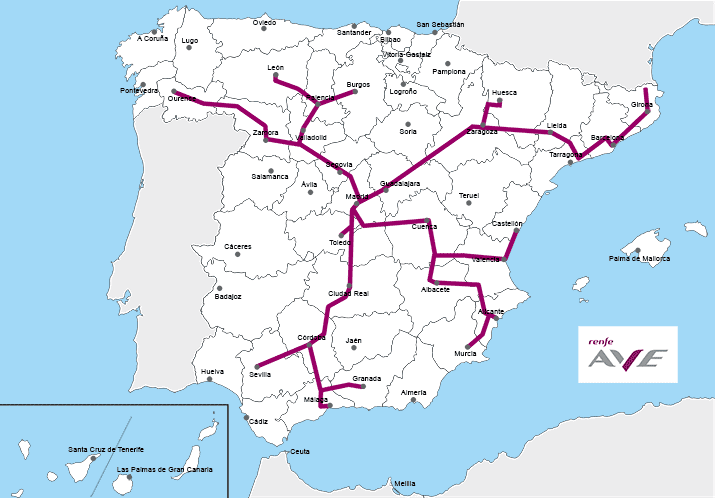 San Sebastián
Oviedo
Santander
A Coruña
Lugo
Bilbao
Vitoria-Gasteiz
León
Pamplona
Pontevedra
Ourense
Palencia
Burgos
Logroño
Huesca
Girona
Zamora
Valladolid
Soria
Zaragoza
Lleida
Barcelona
Tarragona
Segovia
Salamanca
Ávila
Guadalajara
Madrid
Teruel
Cuenca
Castellón
Toledo
Cáceres
Valencia
Palma de Mallorca
Badajoz
Ciudad Real
Albacete
Alicante
renfe
AVE
Córdoba
Jaén
Murcia
Huelva
Sevilla
Granada
Málaga
Almería
Cádiz
Santa Cruz de Tenerife
Ceuta
Las Palmas de Gran Canaria
Melilla